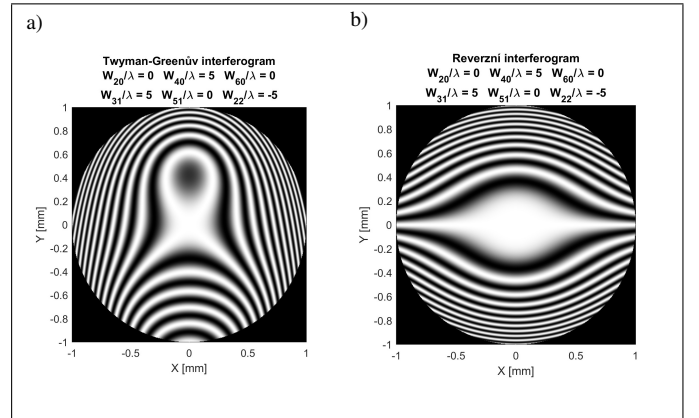 a)
Twyman-Greenův interferogram
W20/λ = 0 W40/λ = 5 W60/λ = 0
W31/λ = 5 W51/λ = 0 W22/λ = -5
1
0.8
0.6
0.4
0.2
0
-0.2
-0.4
-0.6
-0.8
-1
Y [mm]
-1 -0.5 0 0.5 1
X [mm]
b)
Reverzní interferogram
W20/λ = 0 W40/λ = 5 W60/λ = 0
W31/λ = 5 W51/λ = 0 W22/λ = -5
1
0.8
0.6
0.4
0.2
0
-0.2
-0.4
-0.6
-0.8
-1
Y [mm]
-1 -0.5 0 0.5 1
X [mm]